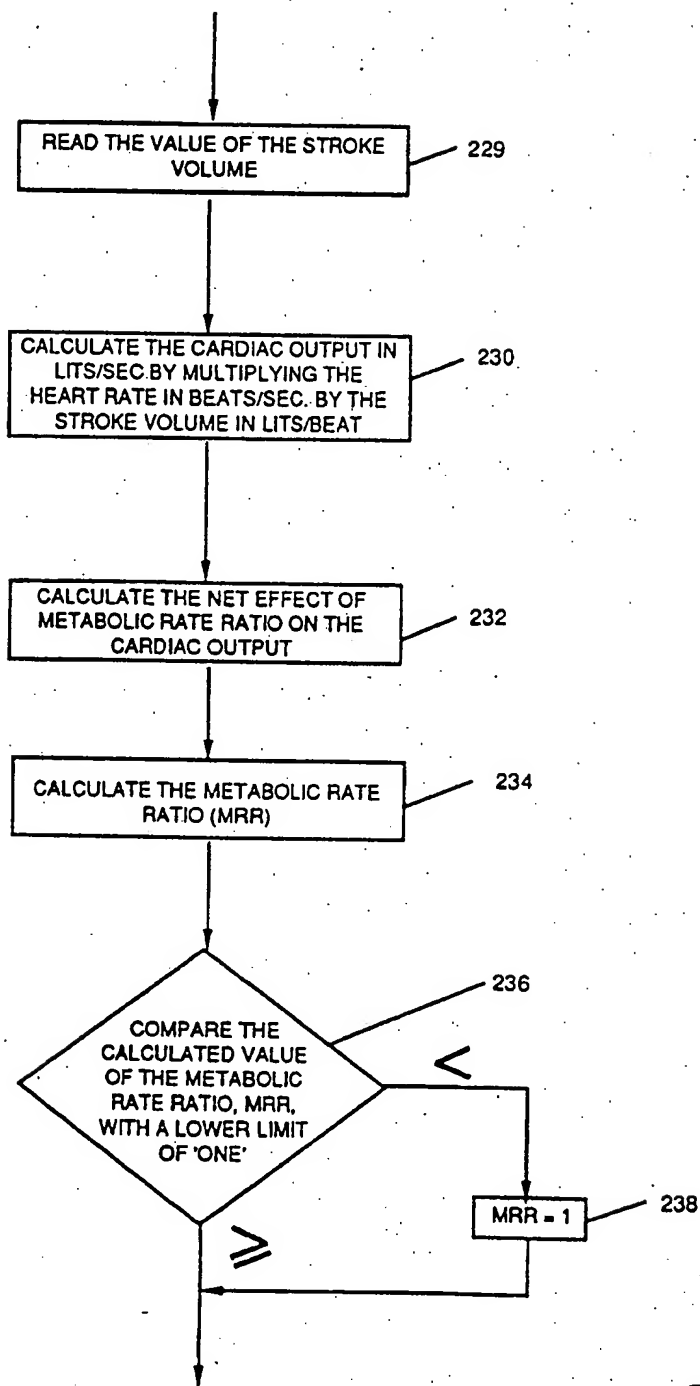 READ THE VALUE OF THE STROKE
VOLUME
229
CALCULATE THE CARDIAC OUTPUT IN
LITS/SEC.BY MULTIPLYING THE
HEART RATE IN BEATS/SEC. BY THE
STROKE VOLUME IN LITS/BEAT
230
CALCULATE THE NET EFFECT OF
METABOLIC RATE RATIO ON THE
CARDIAC OUTPUT
232
CALCULATE THE METABOLIC RATE
RATIO (MRR)
234
236
COMPARE THE
CALCULATED VALUE
OF THE METABOLIC
RATE RATIO, MRR,
WITH A LOWER LIMIT
OF 'ONE'
<
MRR = 1
238
≥